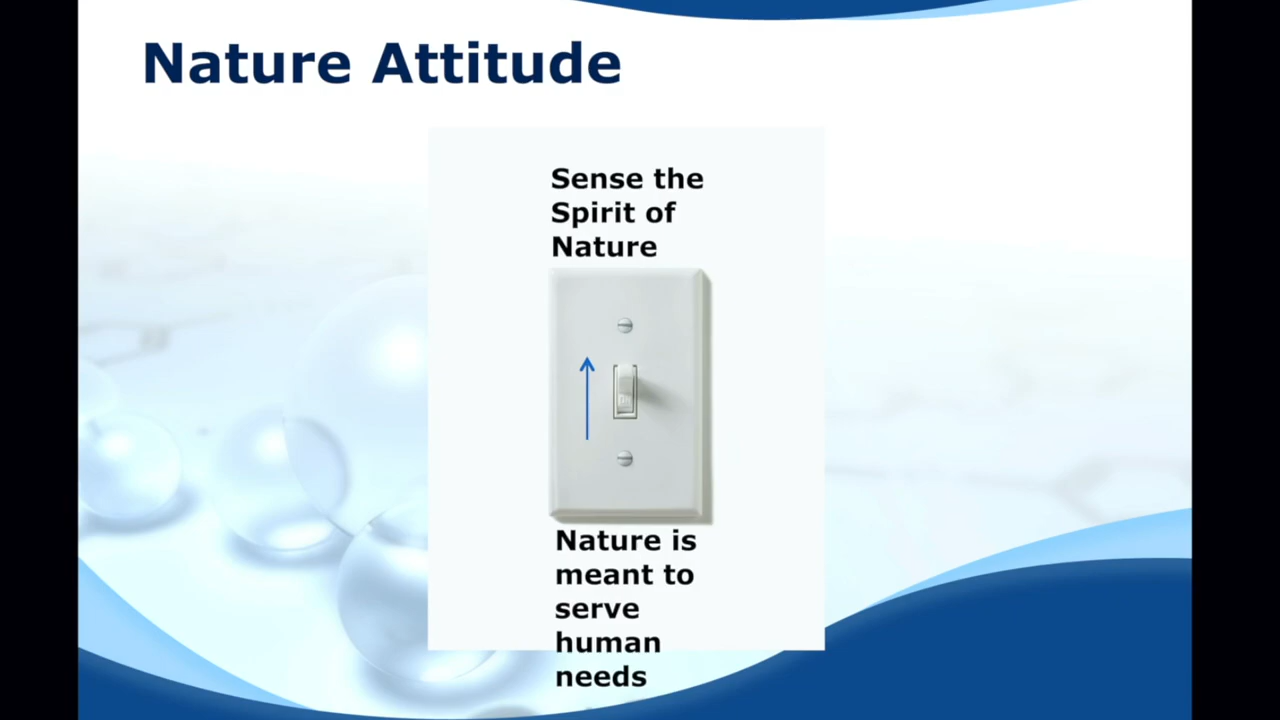 Nature Attitude
Sense the
Spirit of
Nature
Nature is
meant to
serve
human
needs